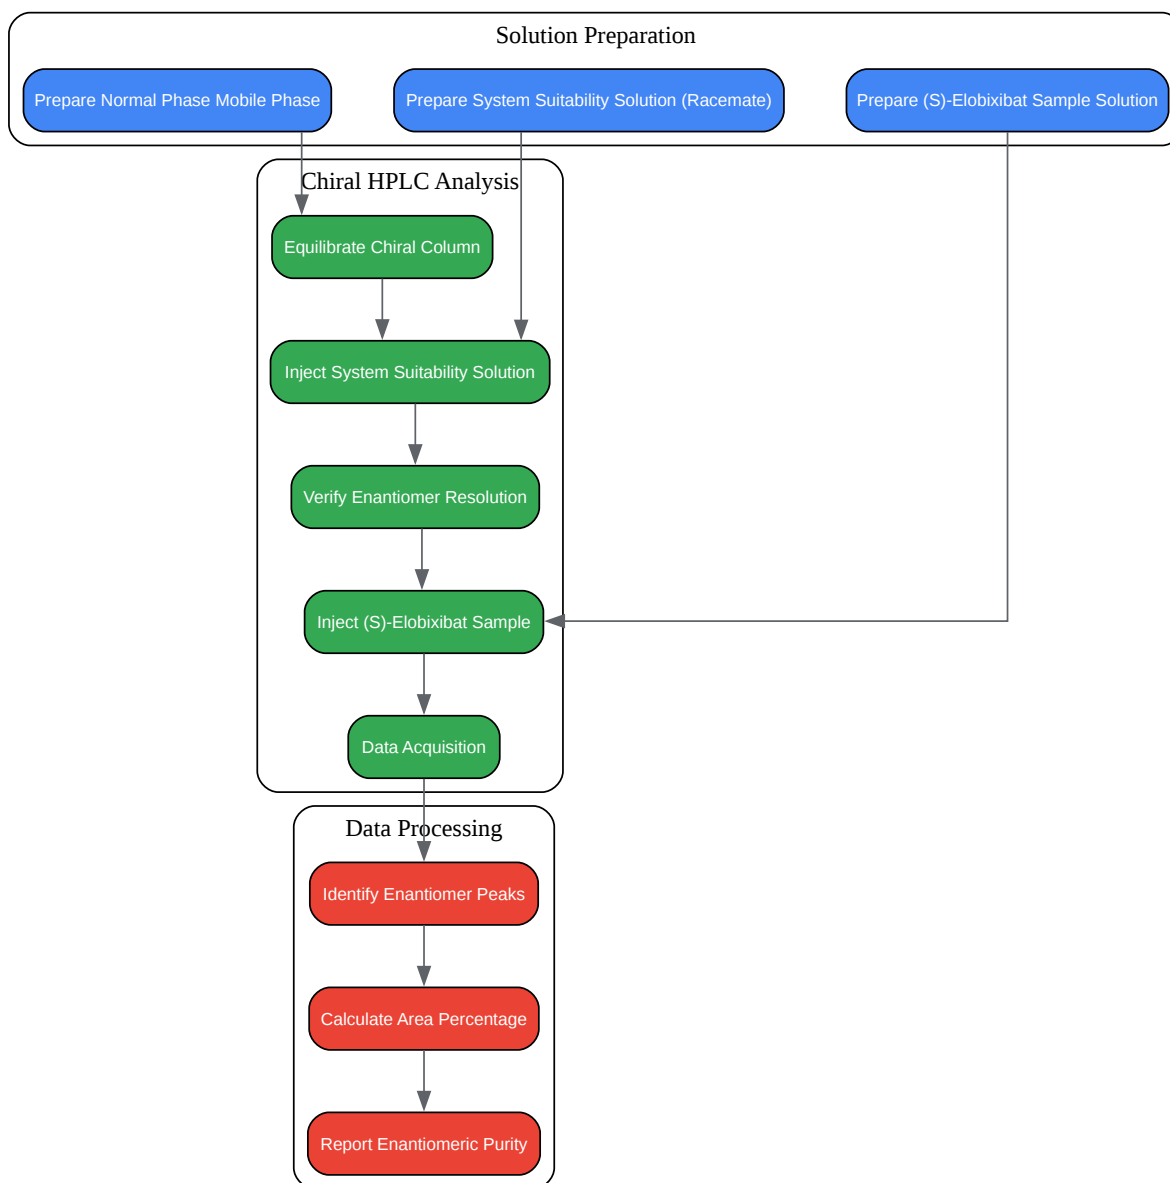 Solution Preparation
Prepare Normal Phase Mobile Phase
Prepare System Suitability Solution (Racemate)
Prepare (S)-Elobixibat Sample Solution
Chiral HPLC Analysis
Equilibrate Chiral Column
Inject System Suitability Solution
Verify Enantiomer Resolution
Inject (S)-Elobixibat Sample
Data Acquisition
Data Processing
Identify Enantiomer Peaks
Calculate Area Percentage
Report Enantiomeric Purity